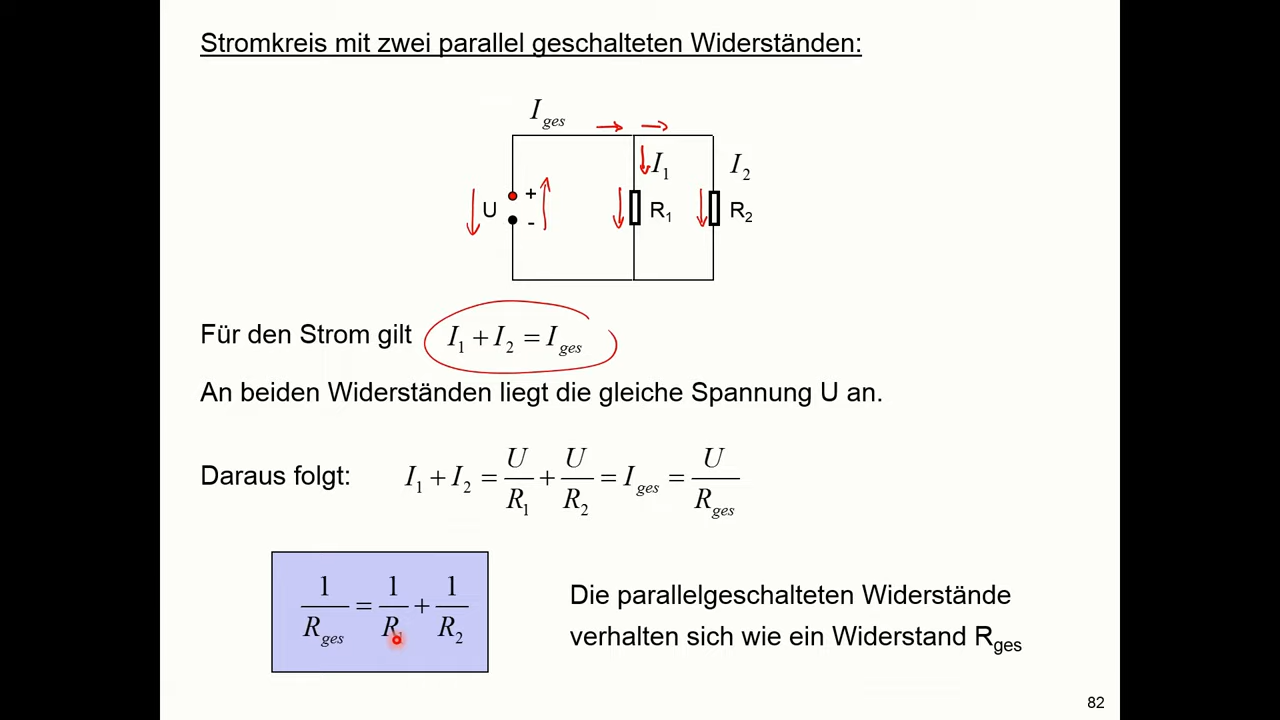 Stromkreis mit zwei parallel geschalteten Widerständen:
I_ges
I_1 I_2
+
U R_1 R_2
-
Für den Strom gilt I_1 + I_2 = I_ges
An beiden Widerständen liegt die gleiche Spannung U an.
Daraus folgt: I_1 + I_2 = U/R_1 + U/R_2 = I_ges = U/R_ges
1/R_ges = 1/R_1 + 1/R_2
Die parallelgeschalteten Widerstände
verhalten sich wie ein Widerstand R_ges
82